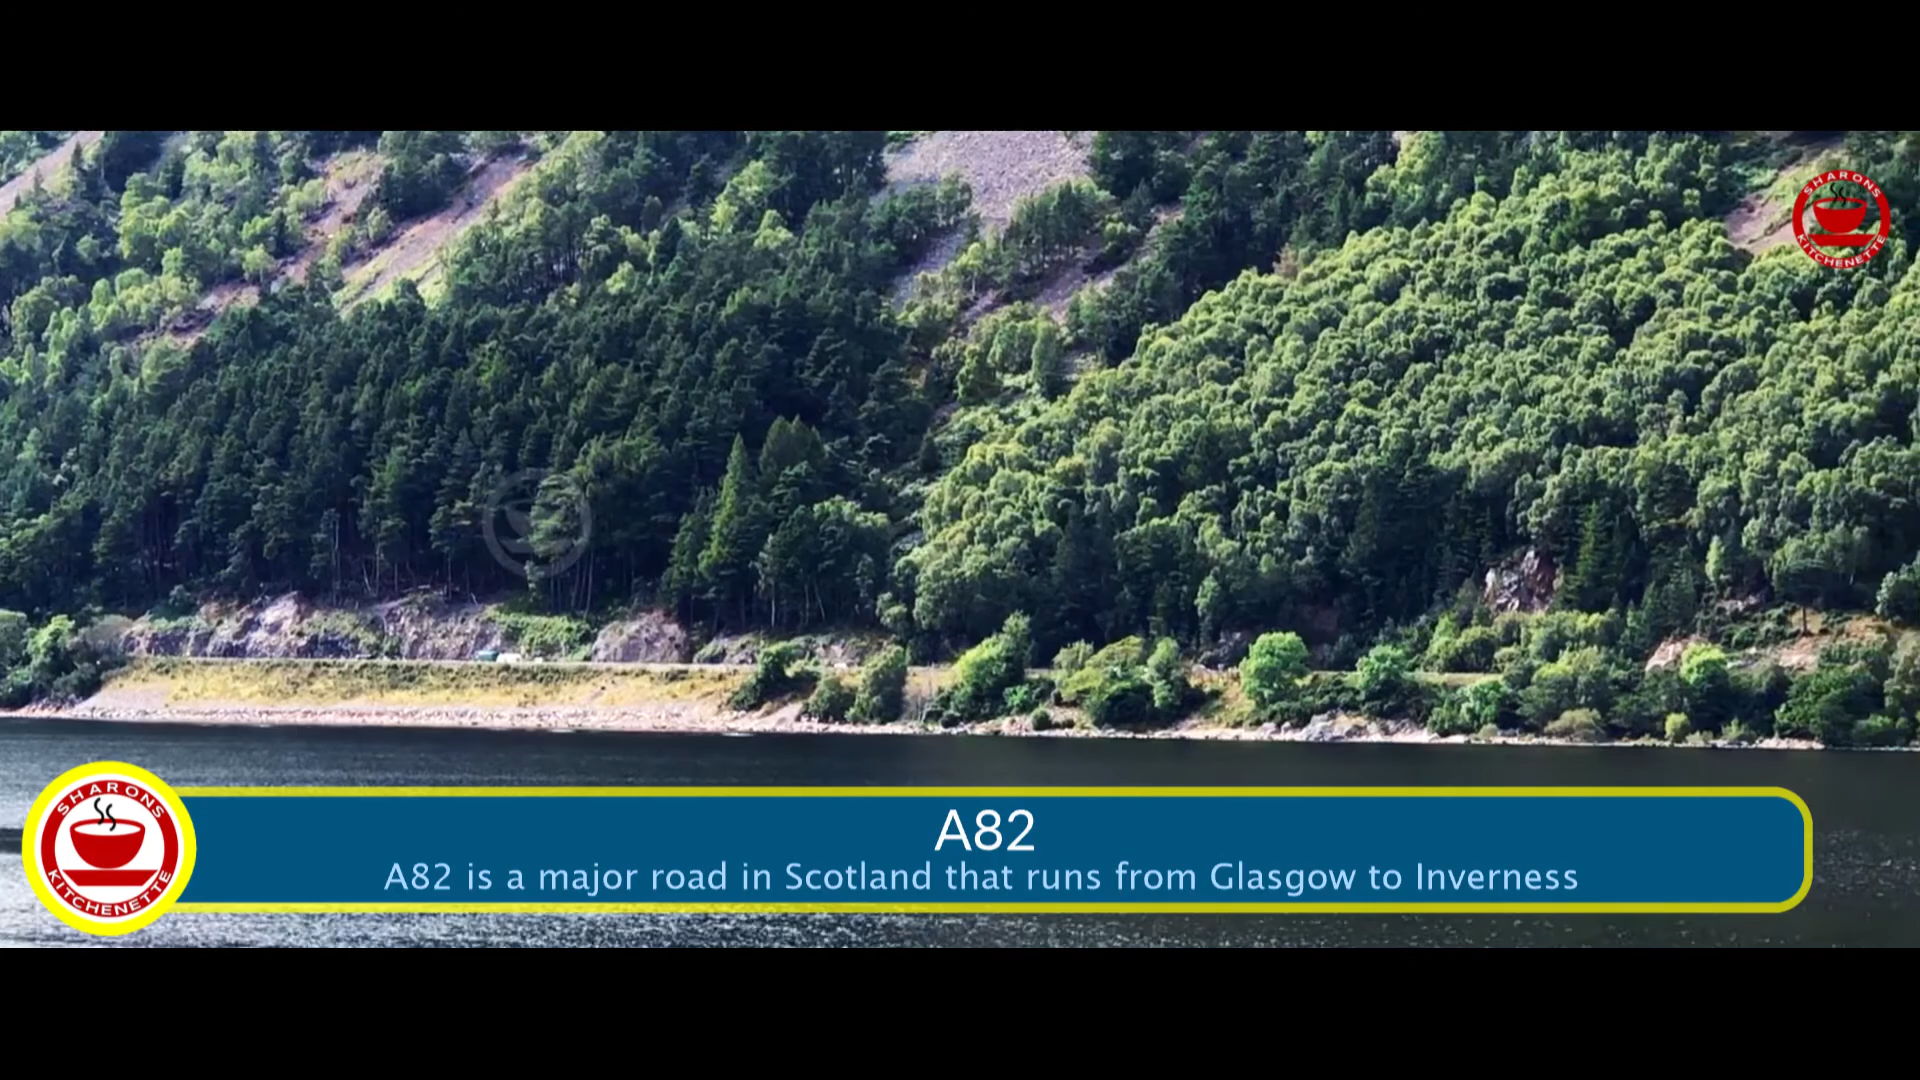 SHARONS
KITCHENETTE
A82
A82 is a major road in Scotland that runs from Glasgow to Inverness
SHARONS
KITCHENETTE